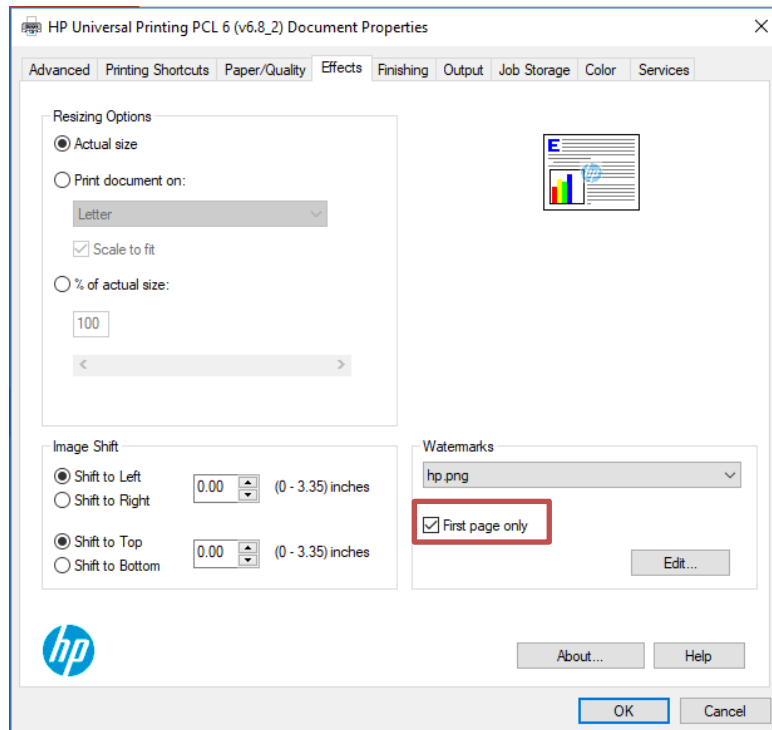 HP Universal Printing PCL 6 (v6.8_2) Document Properties
Advanced Printing Shortcuts Paper/Quality Effects Finishing Output Job Storage Color Services
Resizing Options
Actual size
Print document on:
Letter
Scale to fit
% of actual size:
100
E
hp
Image Shift
Shift to Left
Shift to Right
0.00 (0 - 3.35) inches
Shift to Top
Shift to Bottom
0.00 (0 - 3.35) inches
Watermarks
hp.png
First page only
Edit...
hp
About... Help
OK Cancel